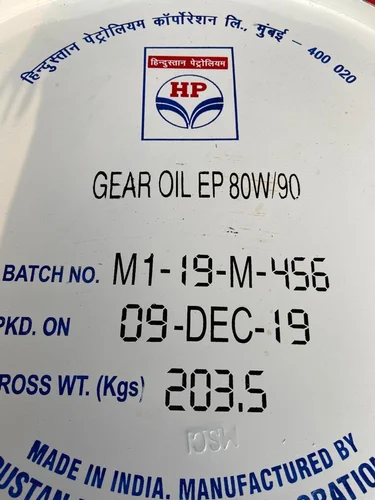 हिन्दुस्तान पेट्रोलियम कॉर्पोरेशन लि., मुंबई – 400 020
हिन्दुस्तान पेट्रोलियम
HP
GEAR OIL EP 80W/90
BATCH NO. M1-19-M-456
PKD. ON 09-DEC-19
ROSS WT. (Kgs) 203.5
MADE IN INDIA. MANUFACTURED BY